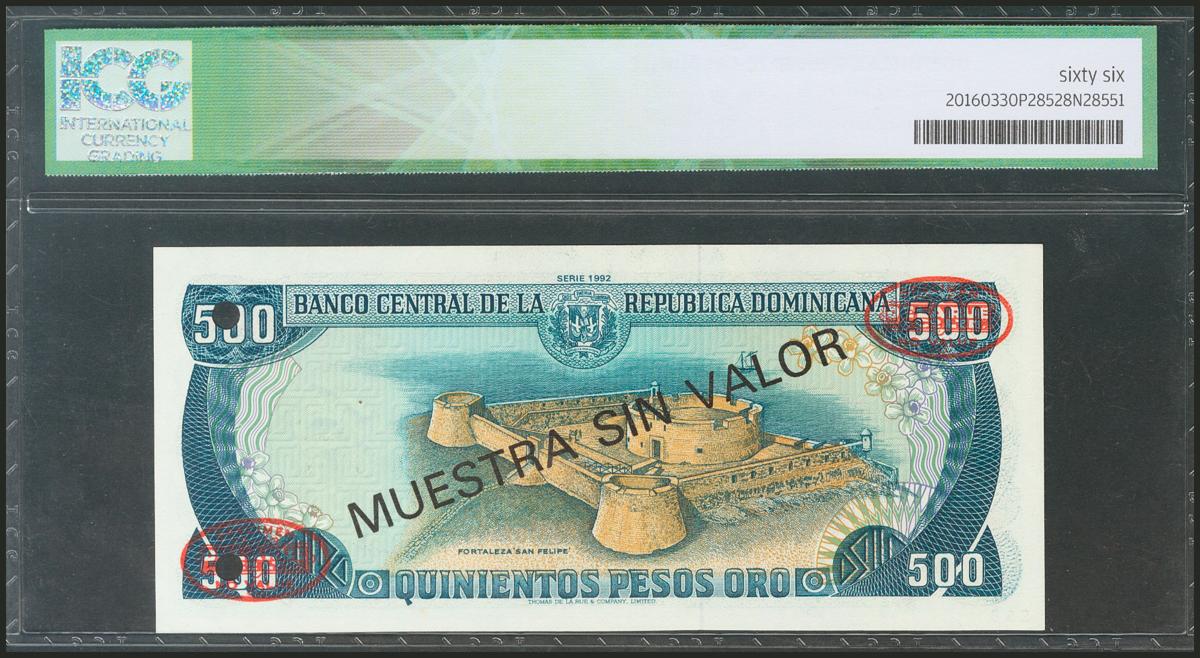 ICG
INTERNATIONAL
CURRENCY
GRADING
sixty six
20160330P28528N28551
SERIE 1992
500 BANCO CENTRAL DE LA REPUBLICA DOMINICANA 500
MUESTRA SIN VALOR
FORTALEZA SAN FELIPE
500 QUINIENTOS PESOS ORO 500
THOMAS DE LA RUE & COMPANY, LIMITED.